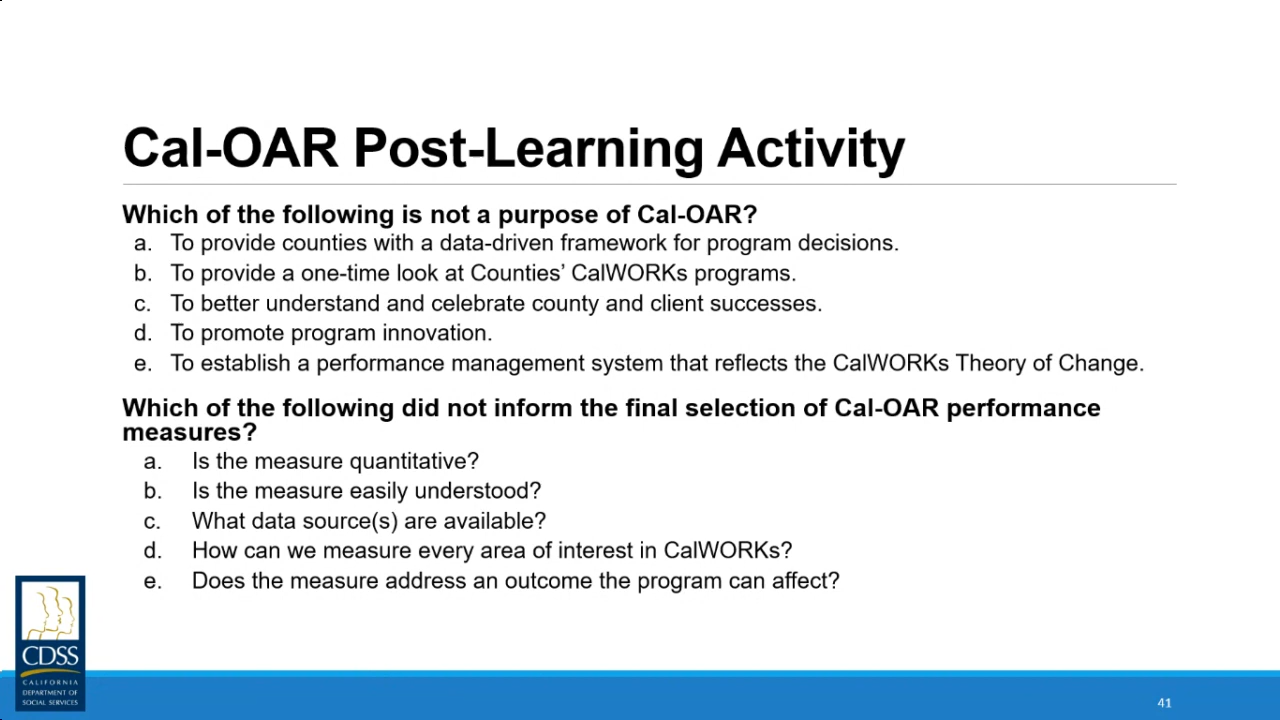 Cal-OAR Post-Learning Activity
Which of the following is not a purpose of Cal-OAR?
a. To provide counties with a data-driven framework for program decisions.
b. To provide a one-time look at Counties’ CalWORKs programs.
c. To better understand and celebrate county and client successes.
d. To promote program innovation.
e. To establish a performance management system that reflects the CalWORKs Theory of Change.
Which of the following did not inform the final selection of Cal-OAR performance
measures?
a. Is the measure quantitative?
b. Is the measure easily understood?
c. What data source(s) are available?
d. How can we measure every area of interest in CalWORKs?
e. Does the measure address an outcome the program can affect?
CDSS
CALIFORNIA
DEPARTMENT OF
SOCIAL SERVICES
41